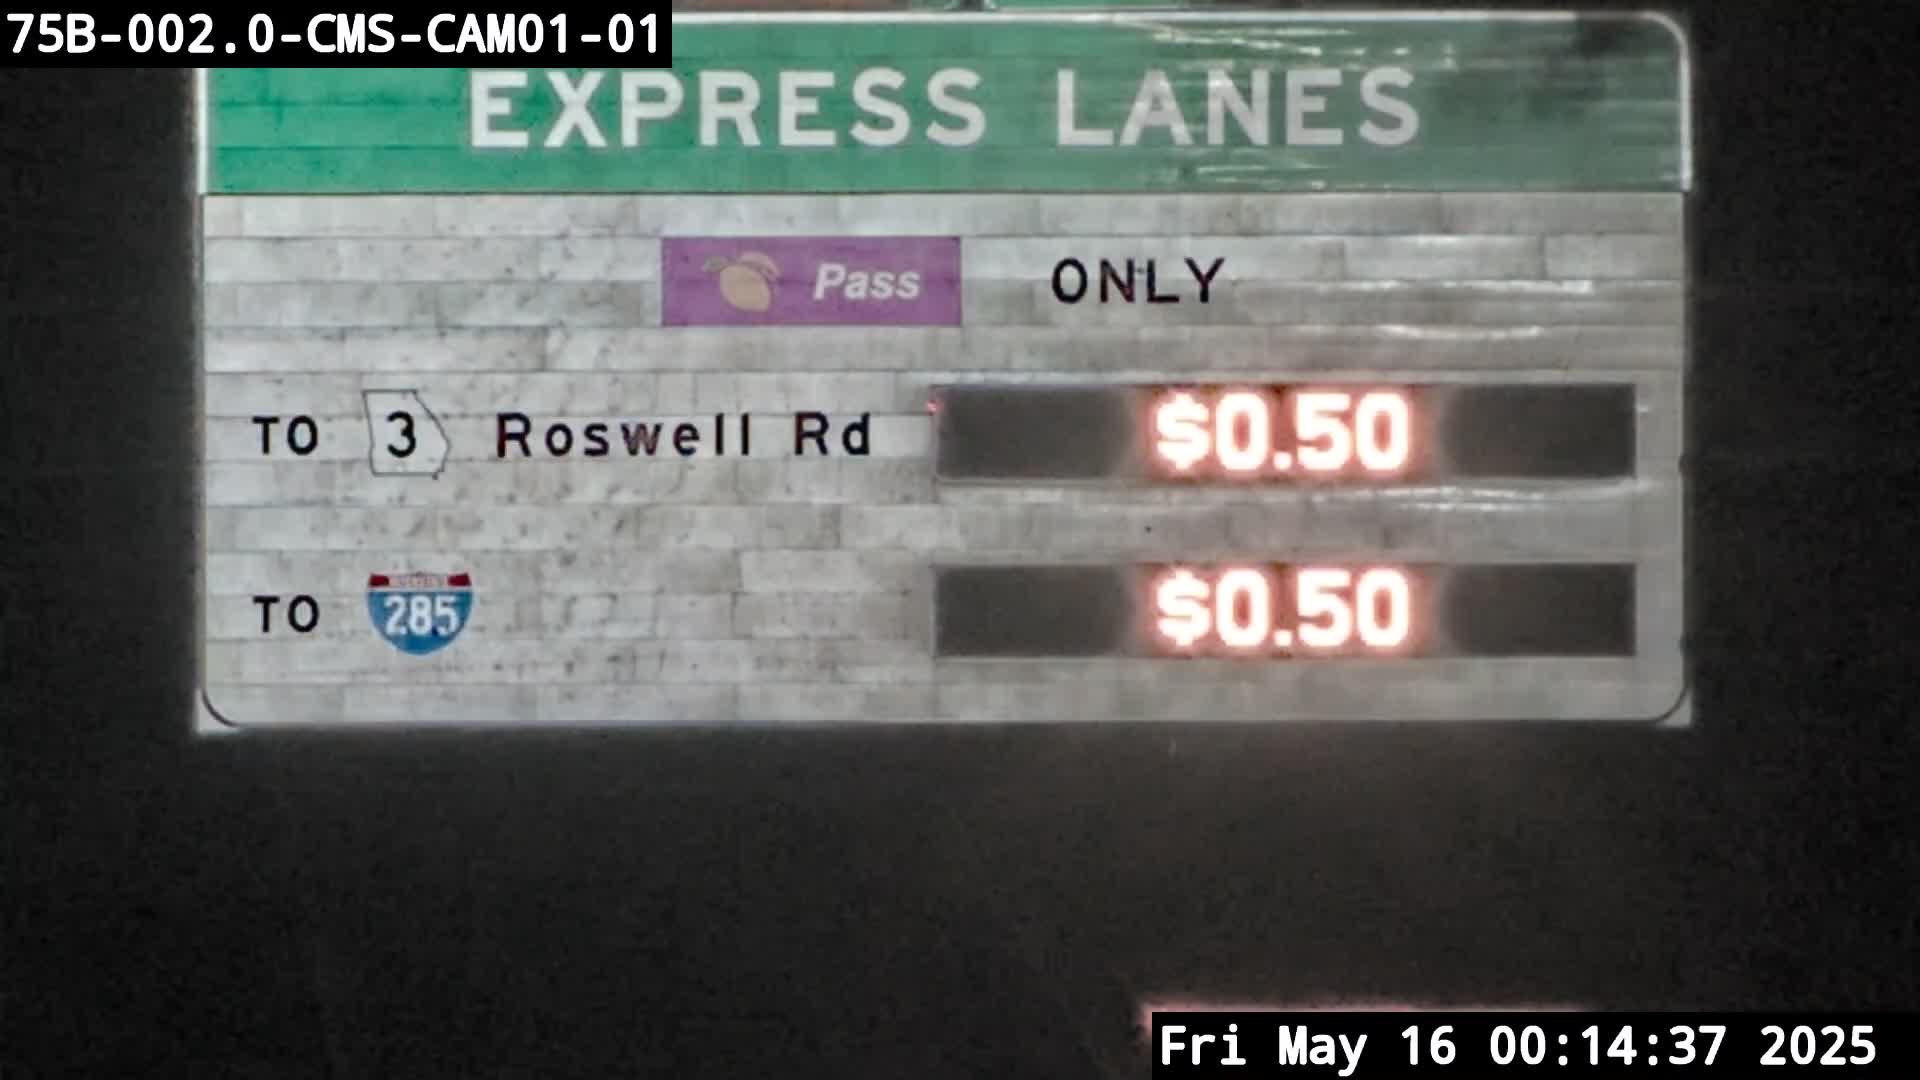 75B-002.0-CMS-CAM01-01
EXPRESS LANES
Pass ONLY
TO 3 Roswell Rd $0.50
TO 285 $0.50
Fri May 16 00:14:37 2025